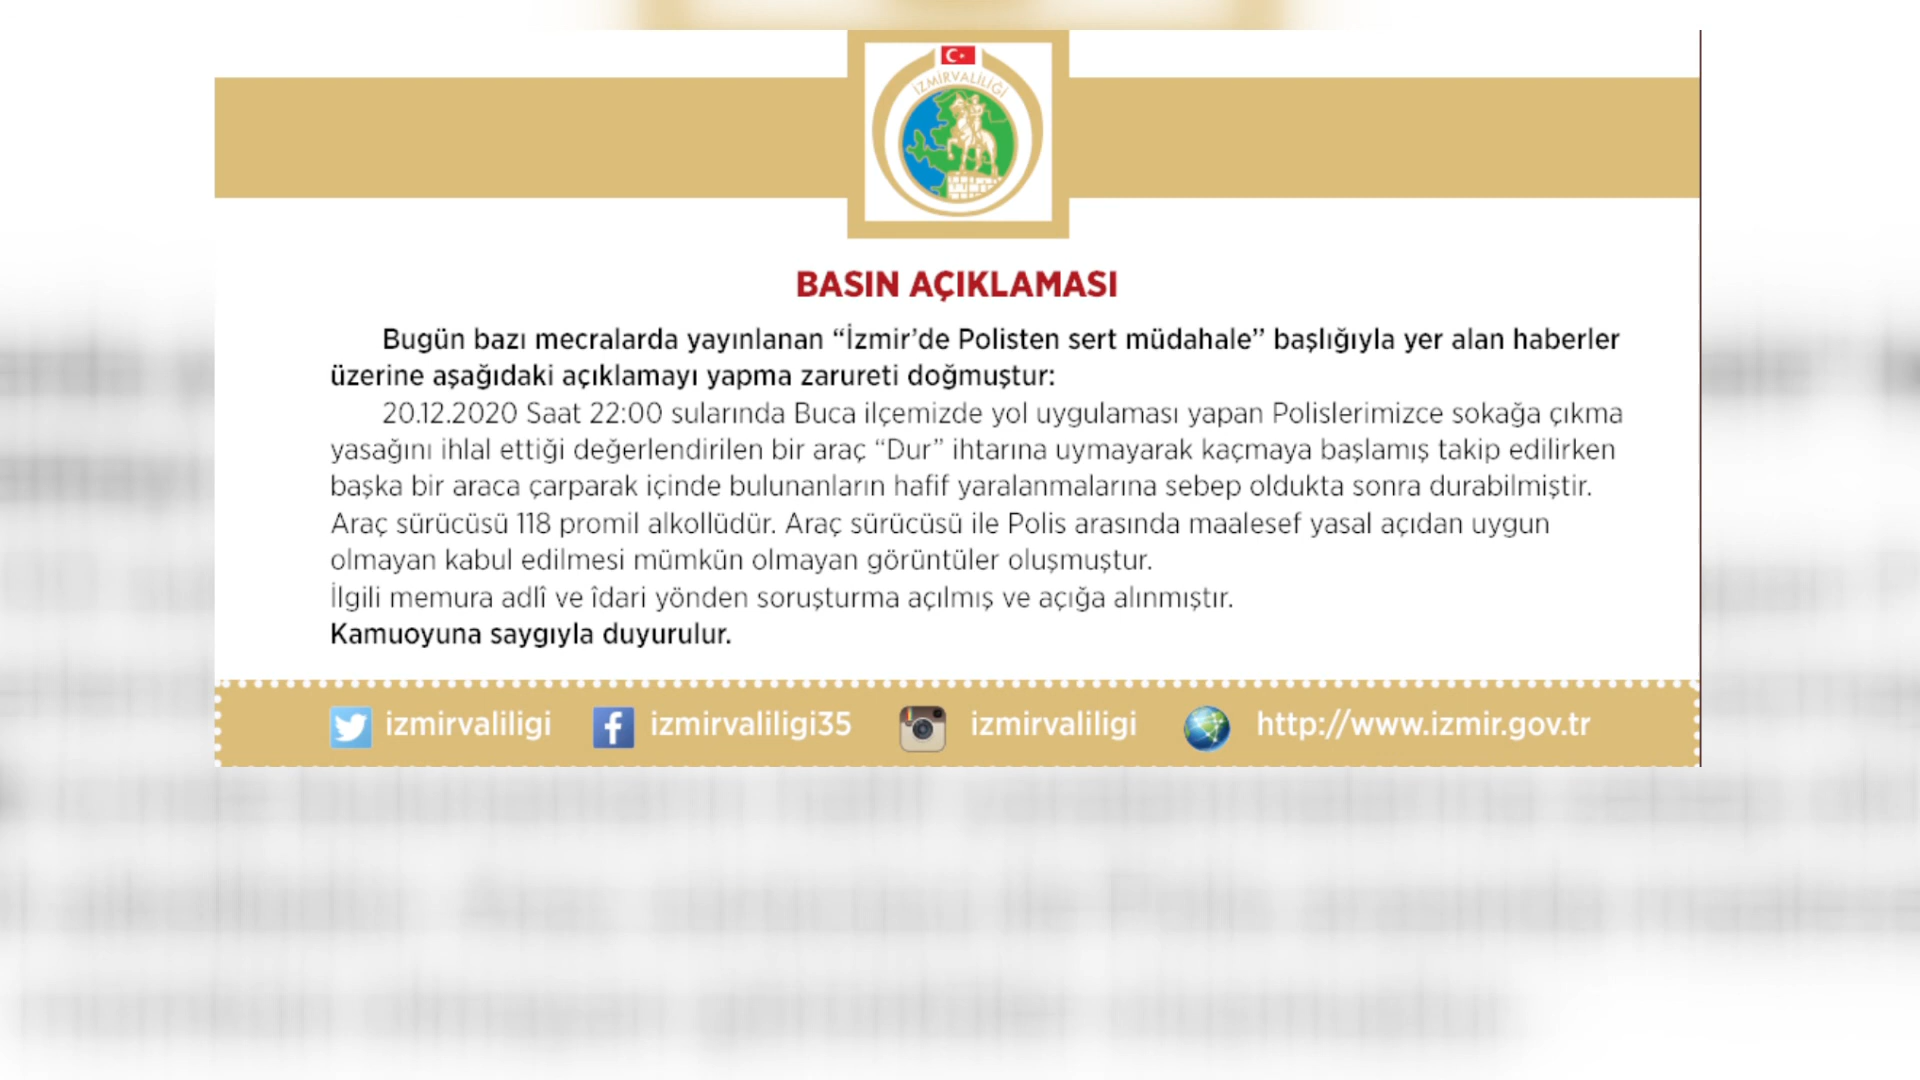 İZMİRVALİLİĞİ
BASIN AÇIKLAMASI
Bugün bazı mecralarda yayınlanan “İzmir’de Polisten sert müdahale” başlığıyla yer alan haberler
üzerine aşağıdaki açıklamayı yapma zarureti doğmuştur:
20.12.2020 Saat 22:00 sularında Buca ilçemizde yol uygulaması yapan Polislerimizce sokağa çıkma
yasağını ihlal ettiği değerlendirilen bir araç “Dur” ihtarına uymayarak kaçmaya başlamış takip edilirken
başka bir araca çarparak içinde bulunanların hafif yaralanmalarına sebep oldukta sonra durabilmiştir.
Araç sürücüsü 118 promil alkollüdür. Araç sürücüsü ile Polis arasında maalesef yasal açıdan uygun
olmayan kabul edilmesi mümkün olmayan görüntüler oluşmuştur.
İlgili memura adlî ve îdari yönden soruşturma açılmış ve açığa alınmıştır.
Kamuoyuna saygıyla duyurulur.
izmirvaliligi izmirvaliligi35 izmirvaliligi http://www.izmir.gov.tr